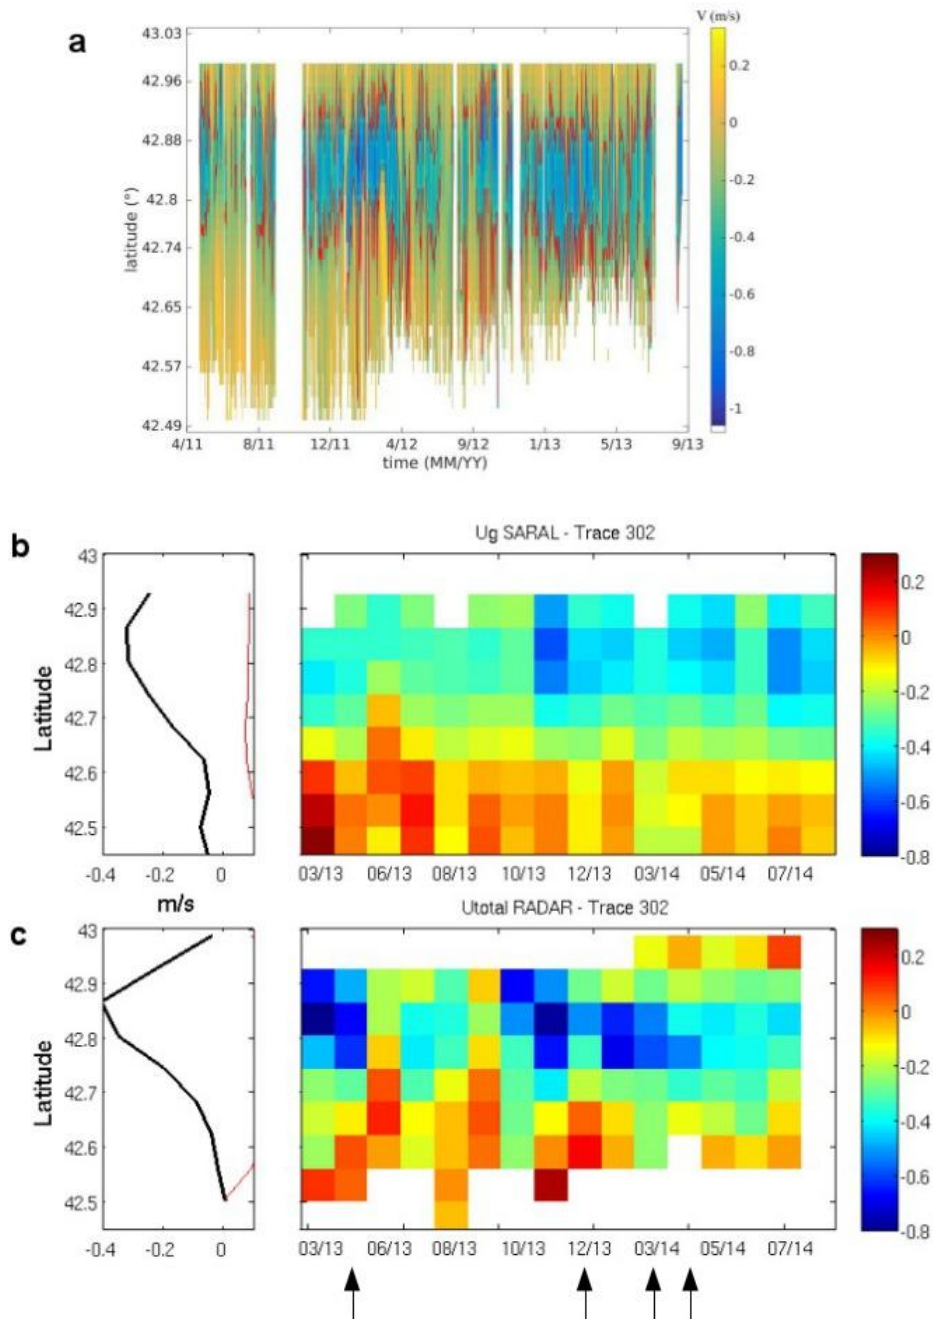 a
V (m/s)
43.03
42.96
42.88
42.8
42.74
42.65
42.57
42.49
latitude (°)
0.2
0
-0.2
-0.4
-0.6
-0.8
-1
4/11 8/11 12/11 4/12 9/12 1/13 5/13 9/13
time (MM/YY)
b
Ug SARAL - Trace 302
43
42.9
42.8
42.7
42.6
42.5
Latitude
-0.4 -0.2 0
m/s
03/13 06/13 08/13 10/13 12/13 03/14 05/14 07/14
0.2
0
-0.2
-0.4
-0.6
-0.8
c
Utotal RADAR - Trace 302
43
42.9
42.8
42.7
42.6
42.5
Latitude
-0.4 -0.2 0
03/13 06/13 08/13 10/13 12/13 03/14 05/14 07/14
0.2
0
-0.2
-0.4
-0.6
-0.8